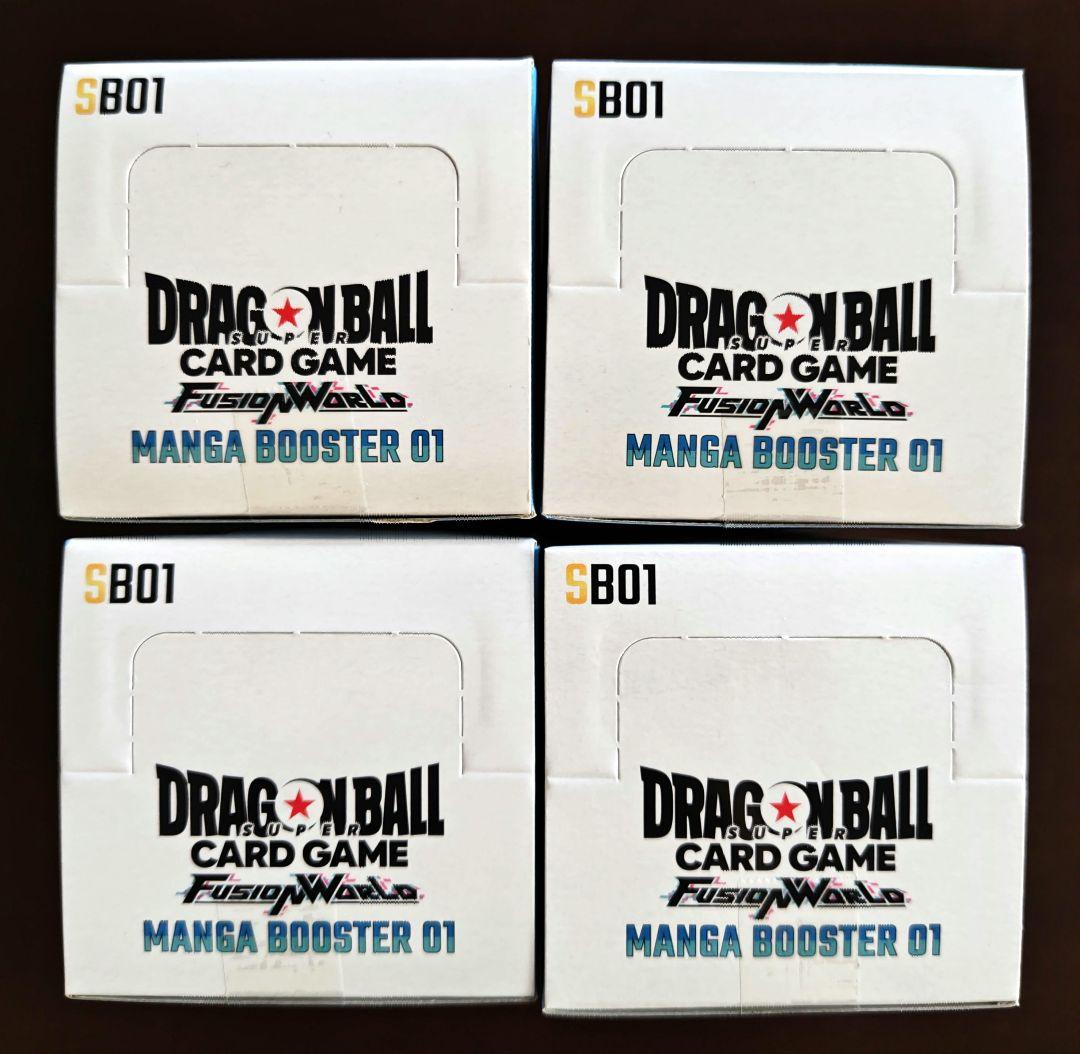 SB01
DRAGON BALL
SUPER
CARD GAME
FUSION WORLD
MANGA BOOSTER 01
SB01
DRAGON BALL
SUPER
CARD GAME
FUSION WORLD
MANGA BOOSTER 01
SB01
DRAGON BALL
SUPER
CARD GAME
FUSION WORLD
MANGA BOOSTER 01
SB01
DRAGON BALL
SUPER
CARD GAME
FUSION WORLD
MANGA BOOSTER 01